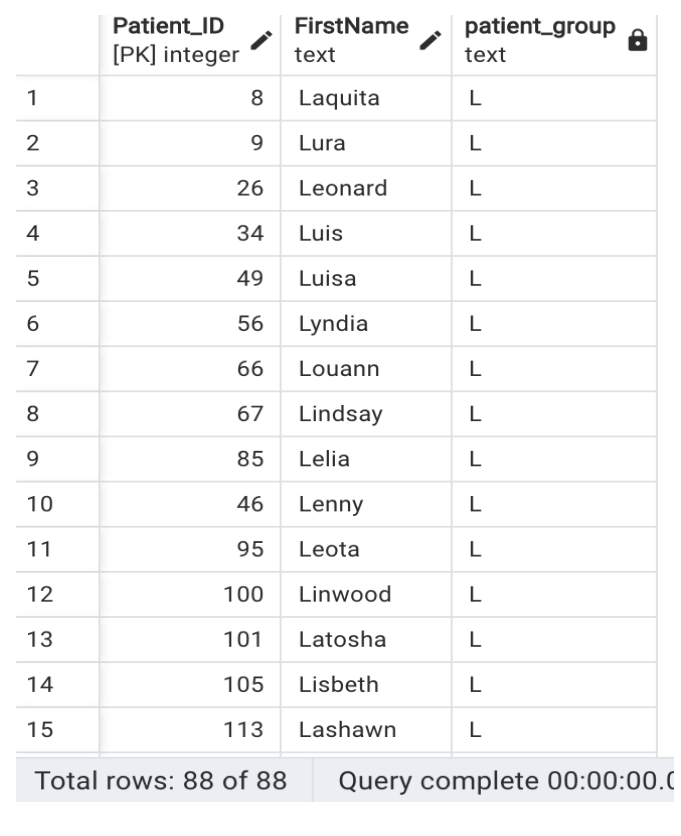 Patient_ID FirstName patient_group
[PK] integer text text
1 8 Laquita L
2 9 Lura L
3 26 Leonard L
4 34 Luis L
5 49 Luisa L
6 56 Lyndia L
7 66 Louann L
8 67 Lindsay L
9 85 Lelia L
10 46 Lenny L
11 95 Leota L
12 100 Linwood L
13 101 Latosha L
14 105 Lisbeth L
15 113 Lashawn L
Total rows: 88 of 88 Query complete 00:00:00.0